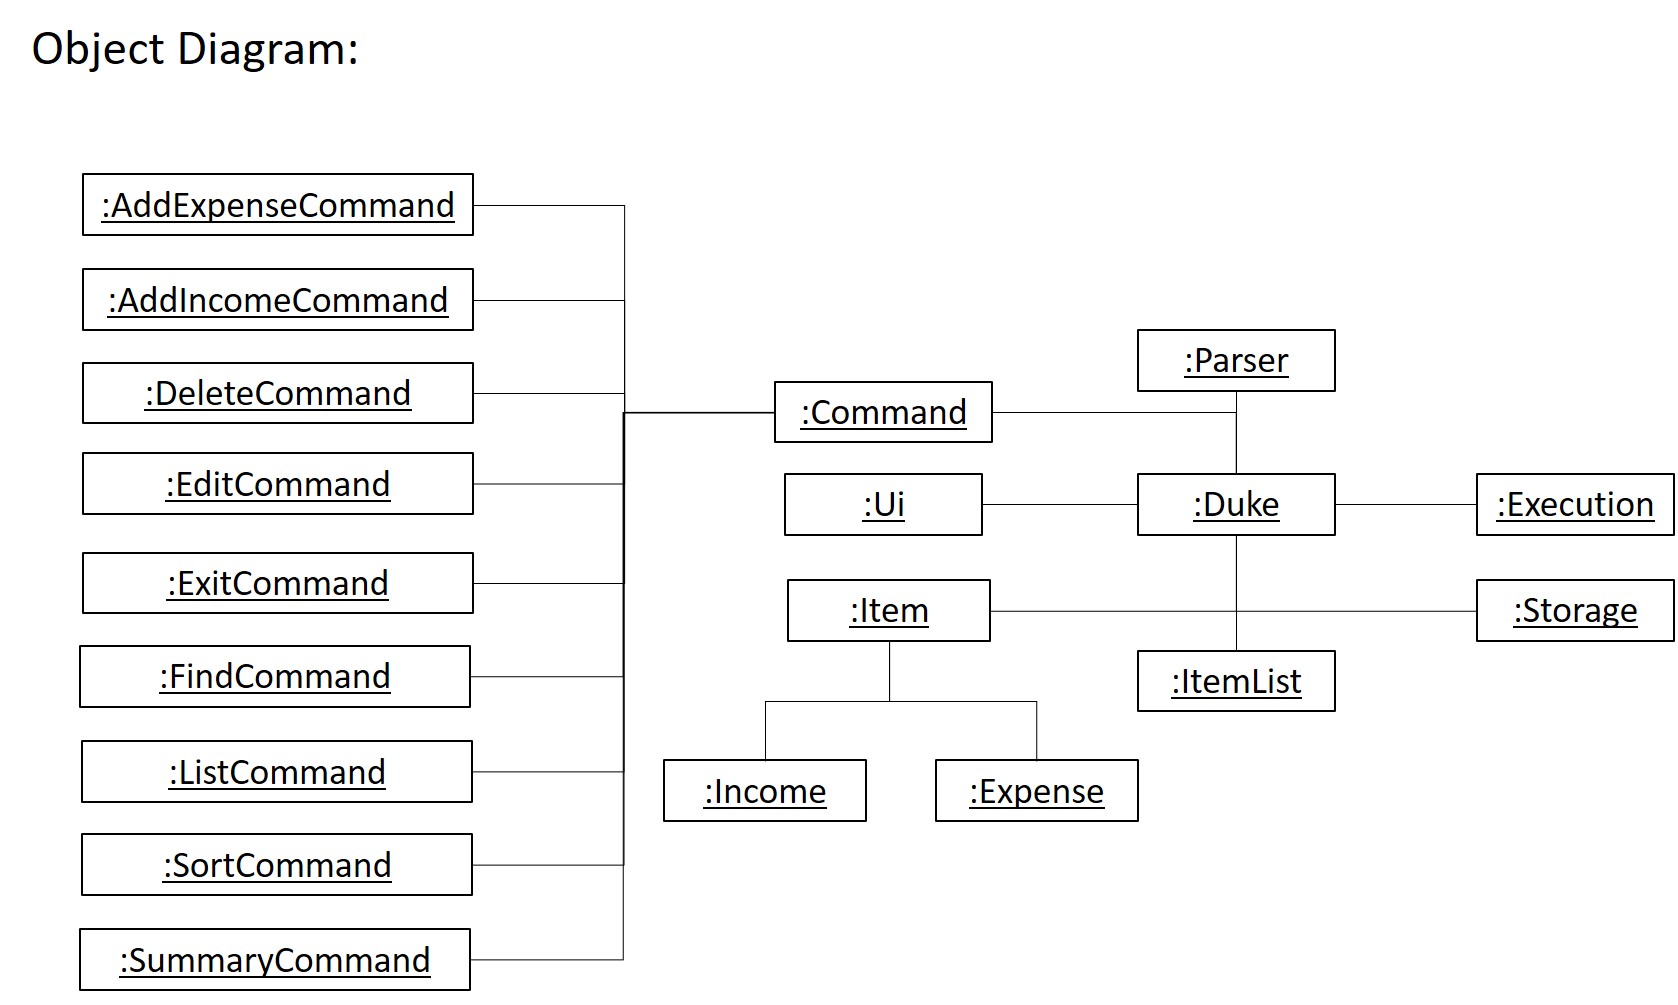 Object Diagram:
:AddExpenseCommand
:AddIncomeCommand
:DeleteCommand
:EditCommand
:ExitCommand
:FindCommand
:ListCommand
:SortCommand
:SummaryCommand
:Command
:Ui
:Item
:Income
:Expense
:Parser
:Duke
:ItemList
:Execution
:Storage